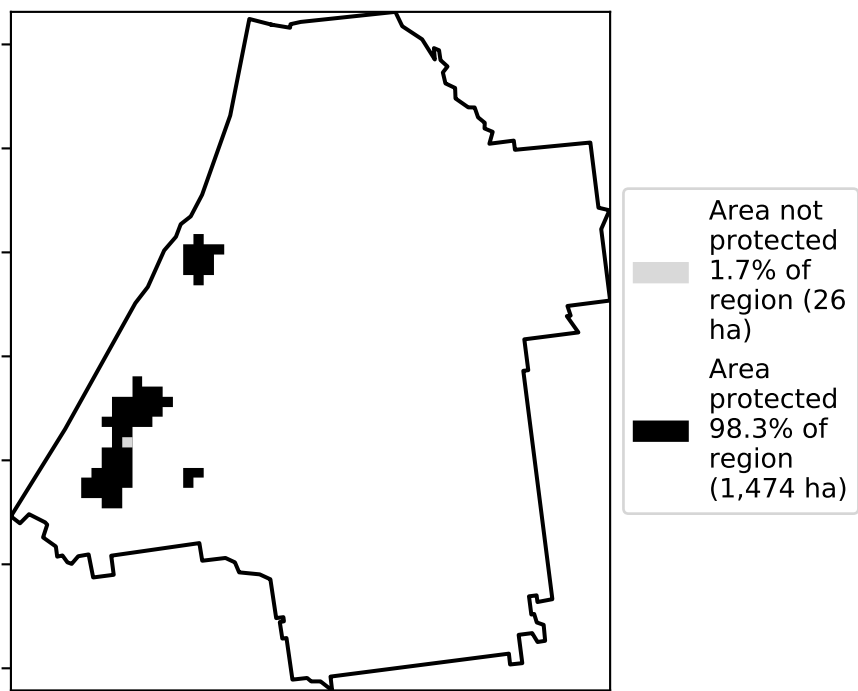 Area not
protected
1.7% of
region (26
ha)
Area
protected
98.3% of
region
(1,474 ha)